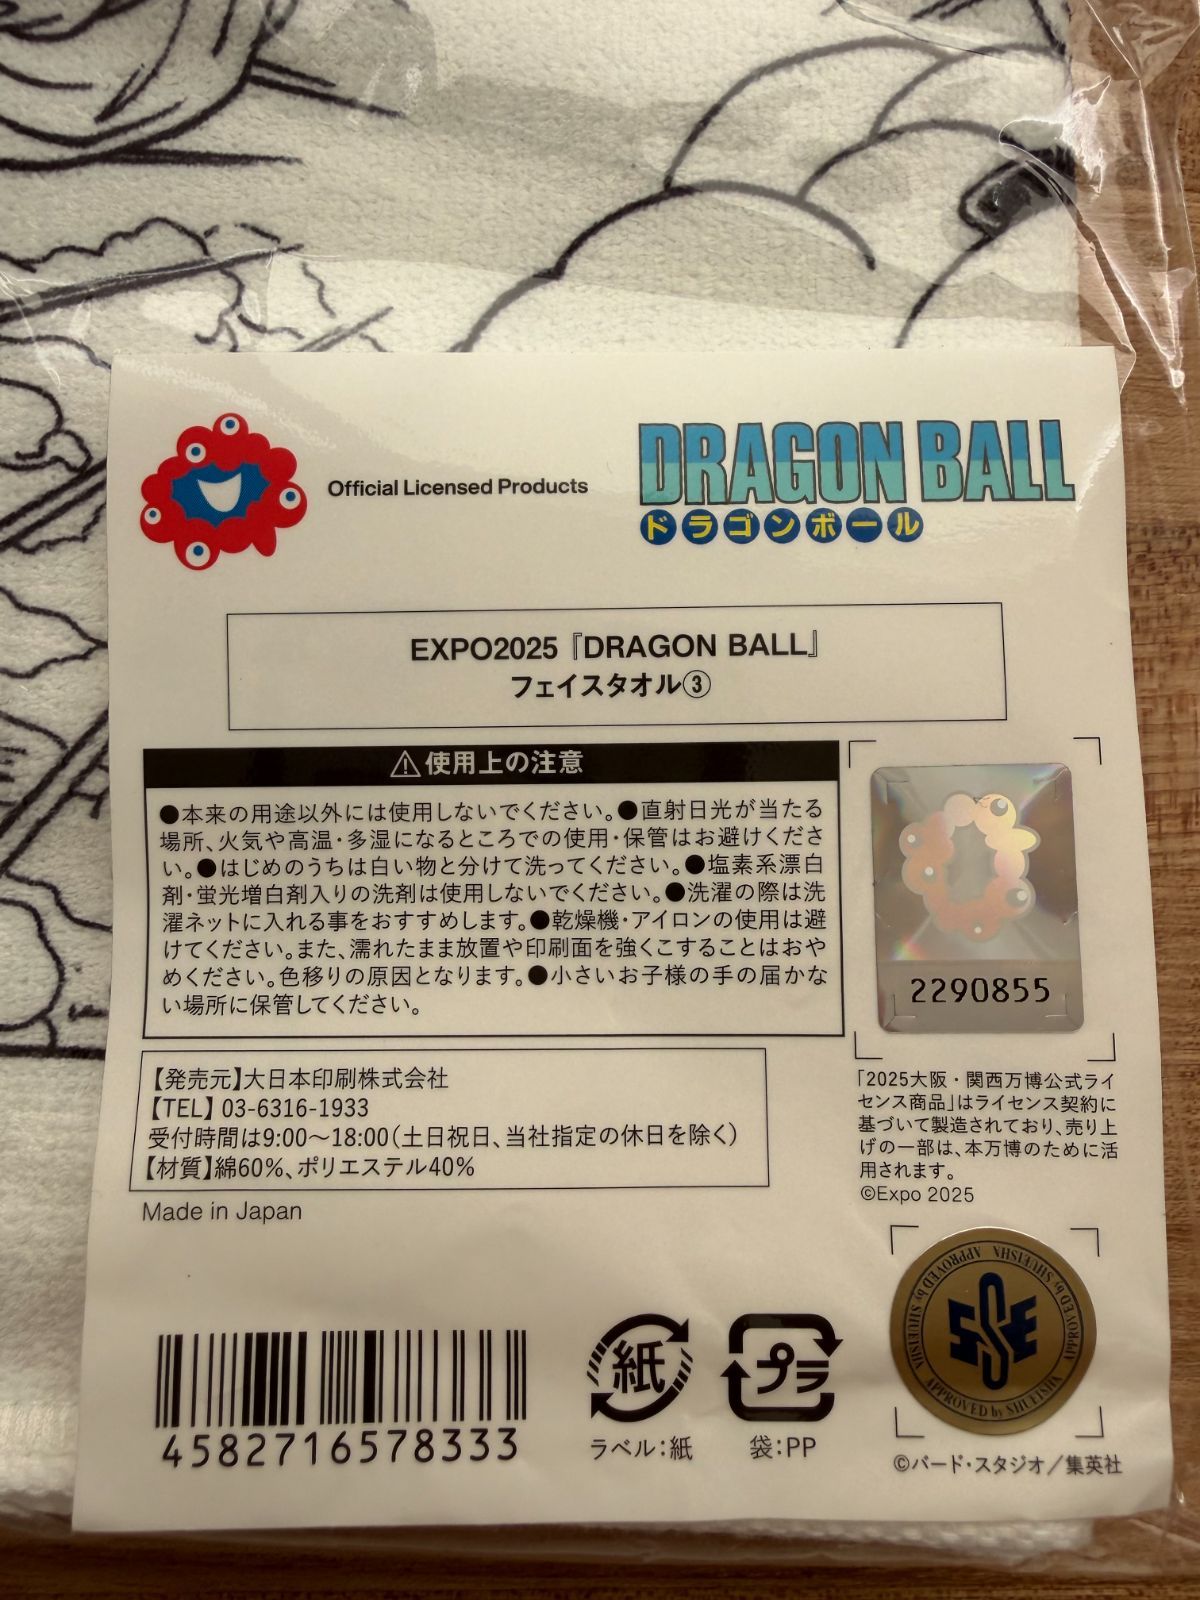 Official Licensed Products
DRAGON BALL
ドラゴンボール
EXPO2025『DRAGON BALL』
フェイスタオル③
⚠使用上の注意
●本来の用途以外には使用しないでください。●直射日光が当たる
場所、火気や高温・多湿になるところでの使用・保管はお避けくださ
い。●はじめのうちは白い物と分けて洗ってください。●塩素系漂白
剤・蛍光増白剤入りの洗剤は使用しないでください。●洗濯の際は洗
濯ネットに入れる事をおすすめします。●乾燥機・アイロンの使用は避
けてください。また、濡れたまま放置や印刷面を強くこすることはおや
めください。色移りの原因となります。●小さいお子様の手の届かな
い場所に保管してください。
2290855
【発売元】大日本印刷株式会社
【TEL】03-6316-1933
受付時間は9:00〜18:00（土日祝日、当社指定の休日を除く）
【材質】綿60％、ポリエステル40％
Made in Japan
「2025大阪・関西万博公式ライ
センス商品」はライセンス契約に
基づいて製造されており、売り上
げの一部は、本万博のために活
用されます。
©Expo 2025
4582716578333
紙
ラベル：紙
プラ
袋：PP
APPROVED by SHUEISHA APPROVED by SHUEISHA APPROVED by SHUEISHA
SSE
©バード・スタジオ／集英社